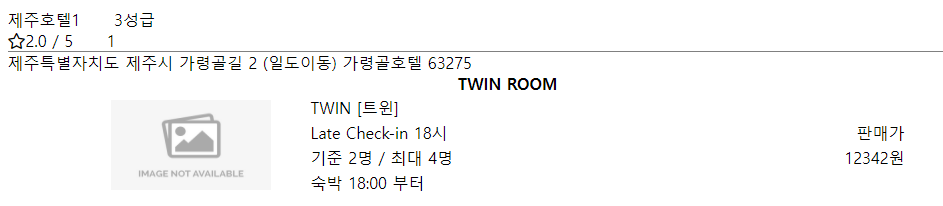 제주호텔1 3성급
☆2.0 / 5 1
제주특별자치도 제주시 가령골길 2 (일도이동) 가령골호텔 63275
TWIN ROOM
IMAGE NOT AVAILABLE
TWIN [트윈]
Late Check-in 18시
판매가
기준 2명 / 최대 4명
12342원
숙박 18:00 부터